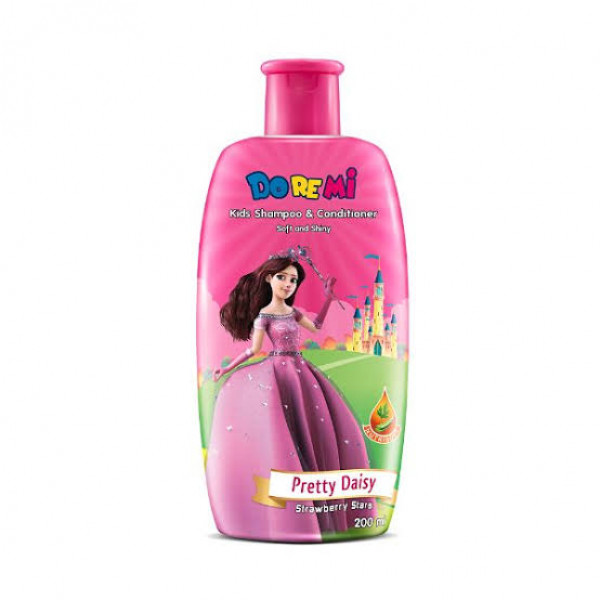 DO RE Mi
Kids Shampoo & Conditioner
Soft and Shiny
Pretty Daisy
Strawberry Stars
200 ml